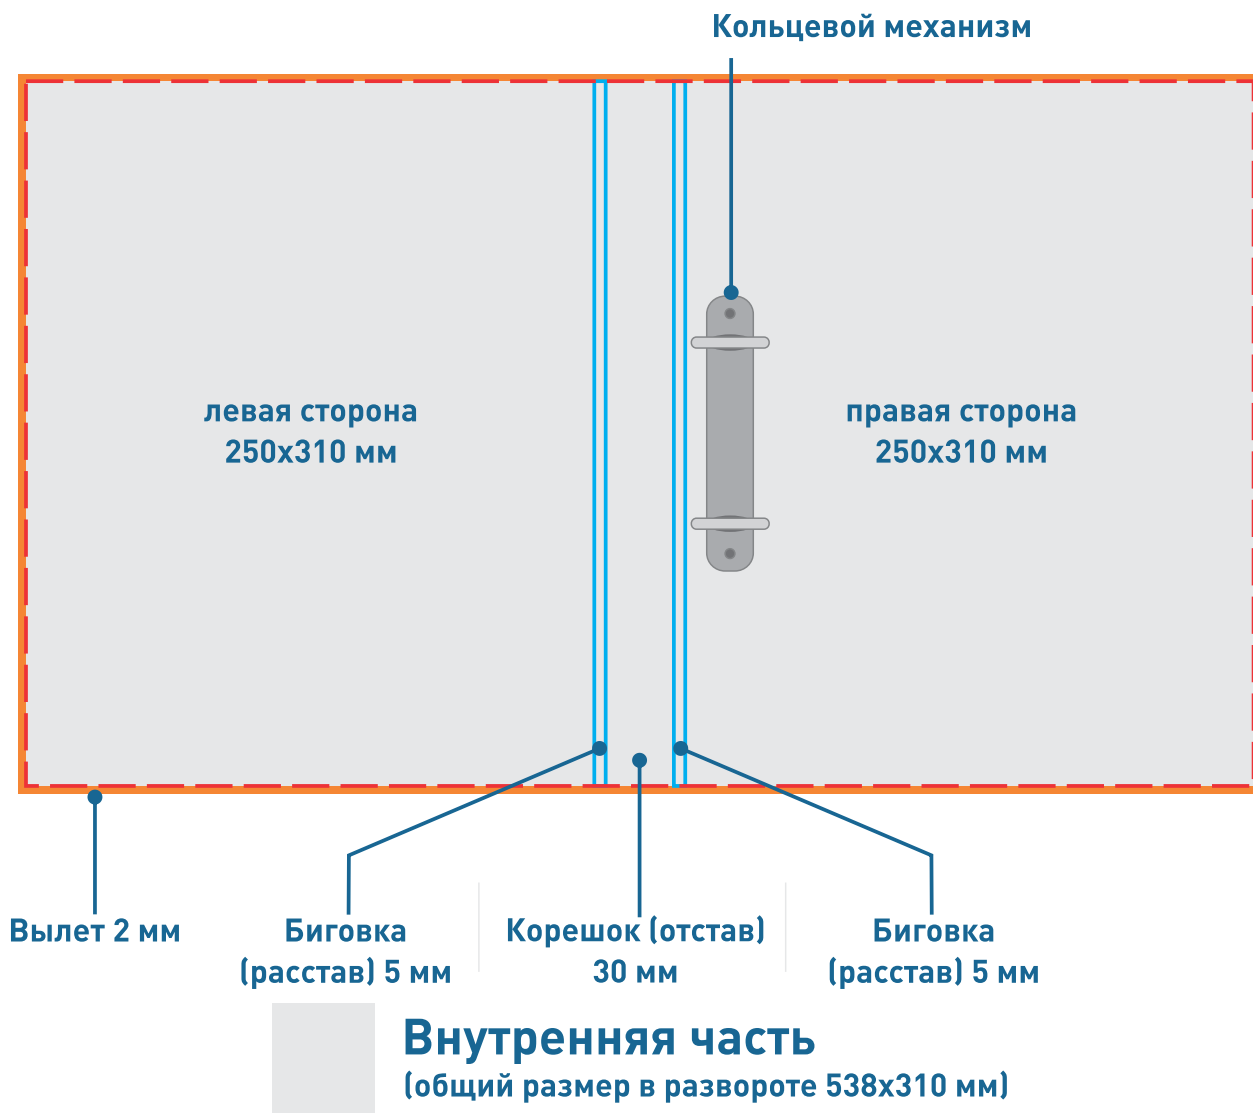 Кольцевой механизм
левая сторона
250х310 мм
правая сторона
250х310 мм
Вылет 2 мм
Биговка
(расстав) 5 мм
Корешок (отстав)
30 мм
Биговка
(расстав) 5 мм
Внутренняя часть
(общий размер в развороте 538х310 мм)